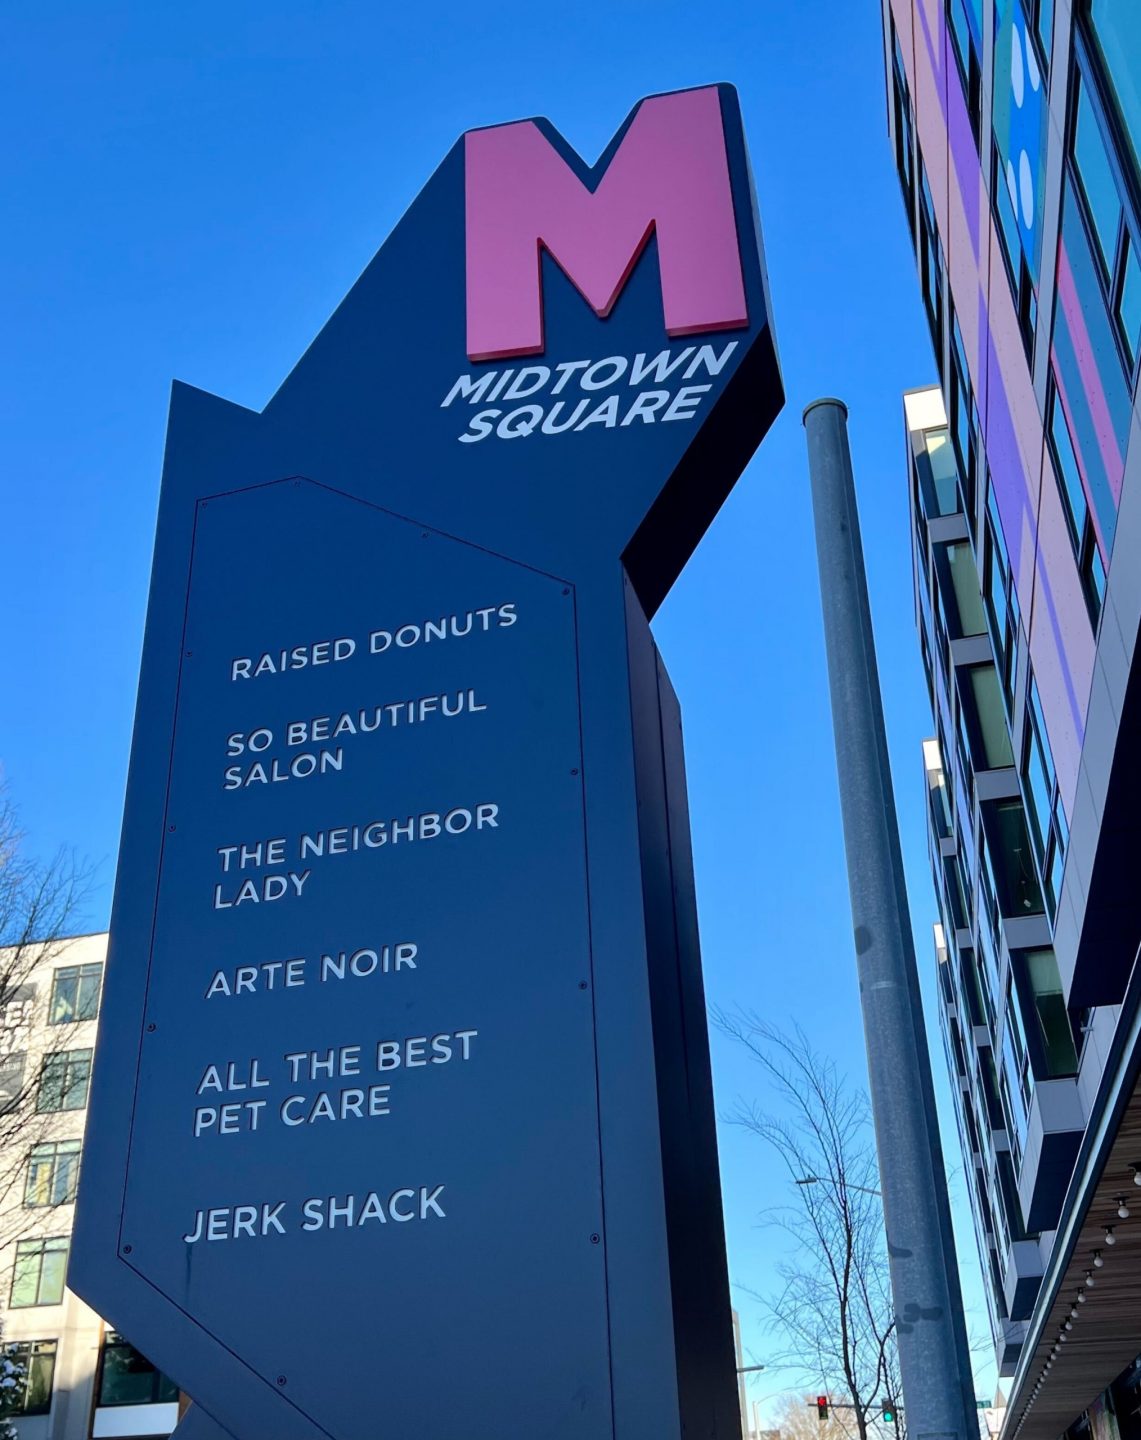 M
MIDTOWN
SQUARE
RAISED DONUTS
SO BEAUTIFUL
SALON
THE NEIGHBOR
LADY
ARTE NOIR
ALL THE BEST
PET CARE
JERK SHACK